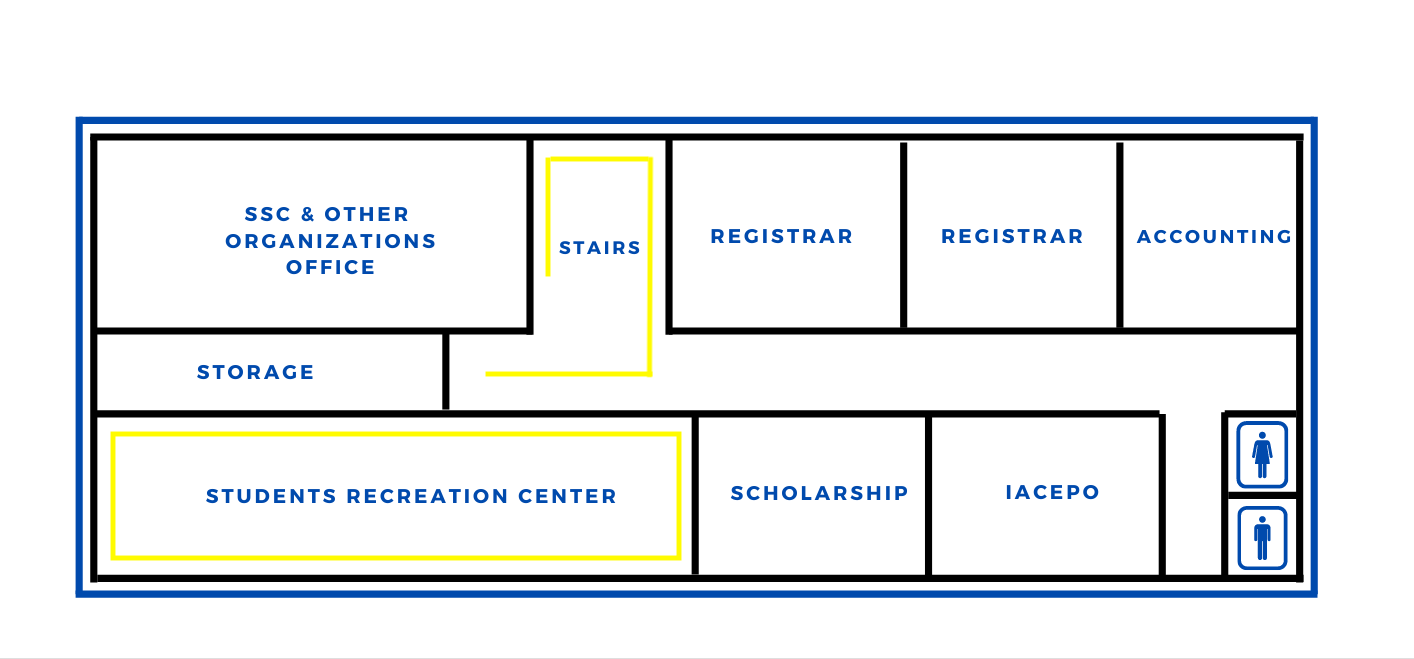 SSC & OTHER
ORGANIZATIONS
OFFICE
STAIRS
REGISTRAR
REGISTRAR
ACCOUNTING
STORAGE
STUDENTS RECREATION CENTER
SCHOLARSHIP
IACEPO